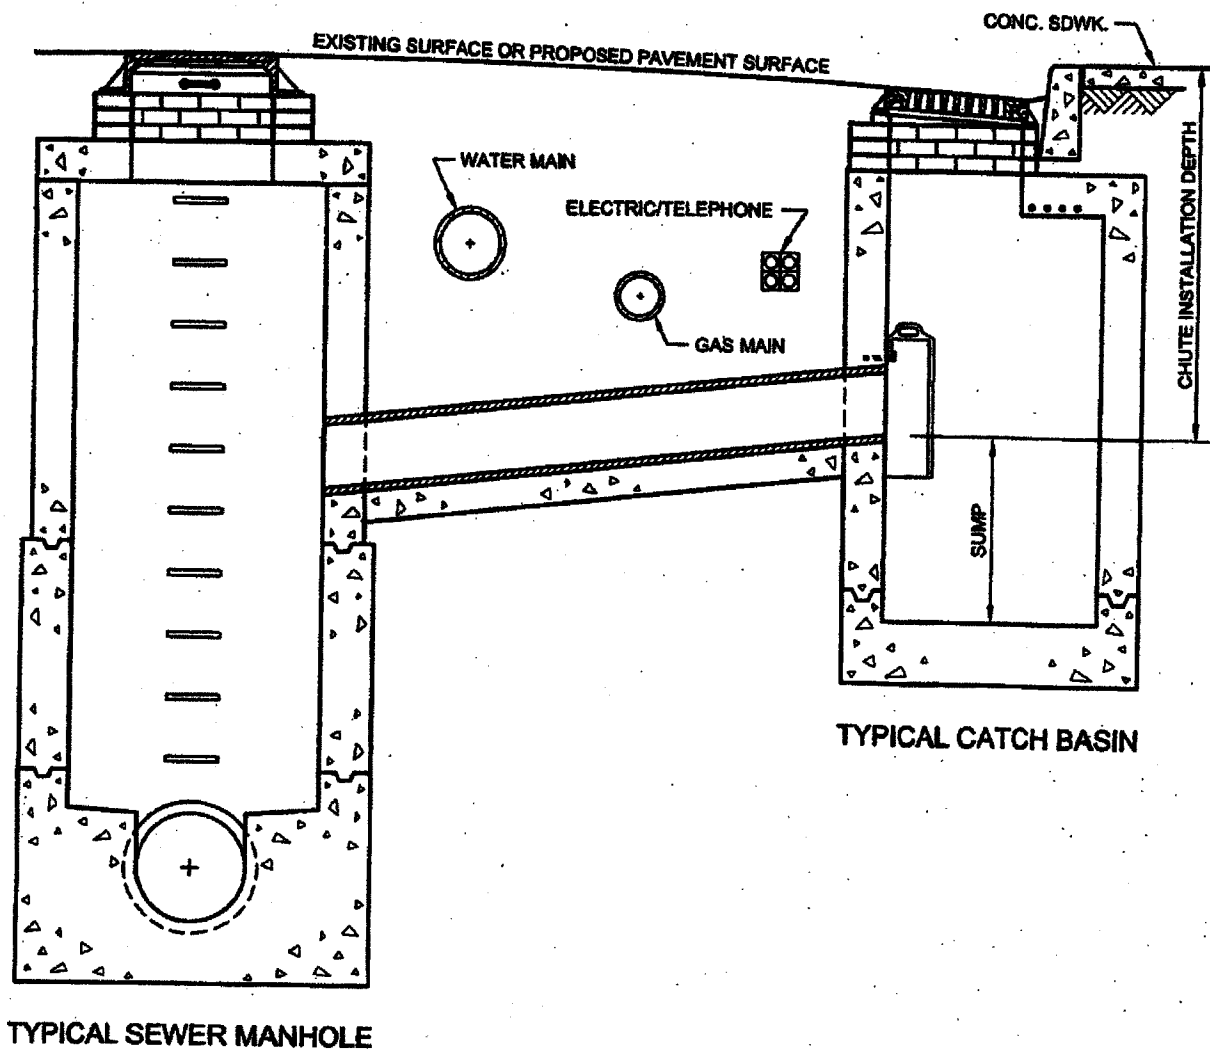 CONC. SDWK.
EXISTING SURFACE OR PROPOSED PAVEMENT SURFACE
WATER MAIN
ELECTRIC/TELEPHONE
GAS MAIN
CHUTE INSTALLATION DEPTH
SUMP
TYPICAL CATCH BASIN
TYPICAL SEWER MANHOLE